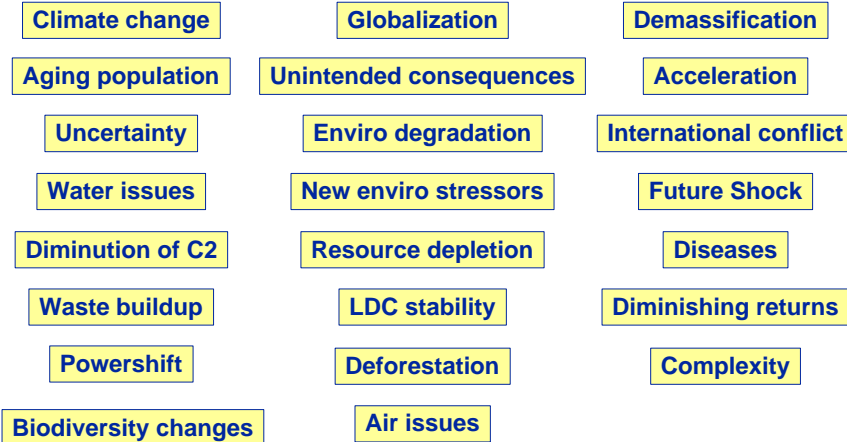 Climate change
Globalization
Demassification
Aging population
Unintended consequences
Acceleration
Uncertainty
Enviro degradation
International conflict
Water issues
New enviro stressors
Future Shock
Diminution of C2
Resource depletion
Diseases
Waste buildup
LDC stability
Diminishing returns
Powershift
Deforestation
Complexity
Biodiversity changes
Air issues